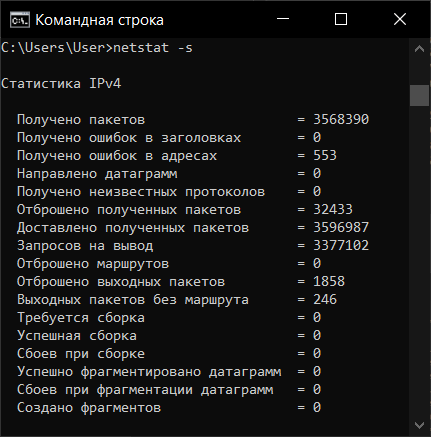 Командная строка
C:\Users\User>netstat -s
Статистика IPv4
Получено пакетов = 3568390
Получено ошибок в заголовках = 0
Получено ошибок в адресах = 553
Направлено датаграмм = 0
Получено неизвестных протоколов = 0
Отброшено полученных пакетов = 32433
Доставлено полученных пакетов = 3596987
Запросов на вывод = 3377102
Отброшено маршрутов = 0
Отброшено выходных пакетов = 1858
Выходных пакетов без маршрута = 246
Требуется сборка = 0
Успешная сборка = 0
Сбоев при сборке = 0
Успешно фрагментировано датаграмм = 0
Сбоев при фрагментации датаграмм = 0
Создано фрагментов = 0